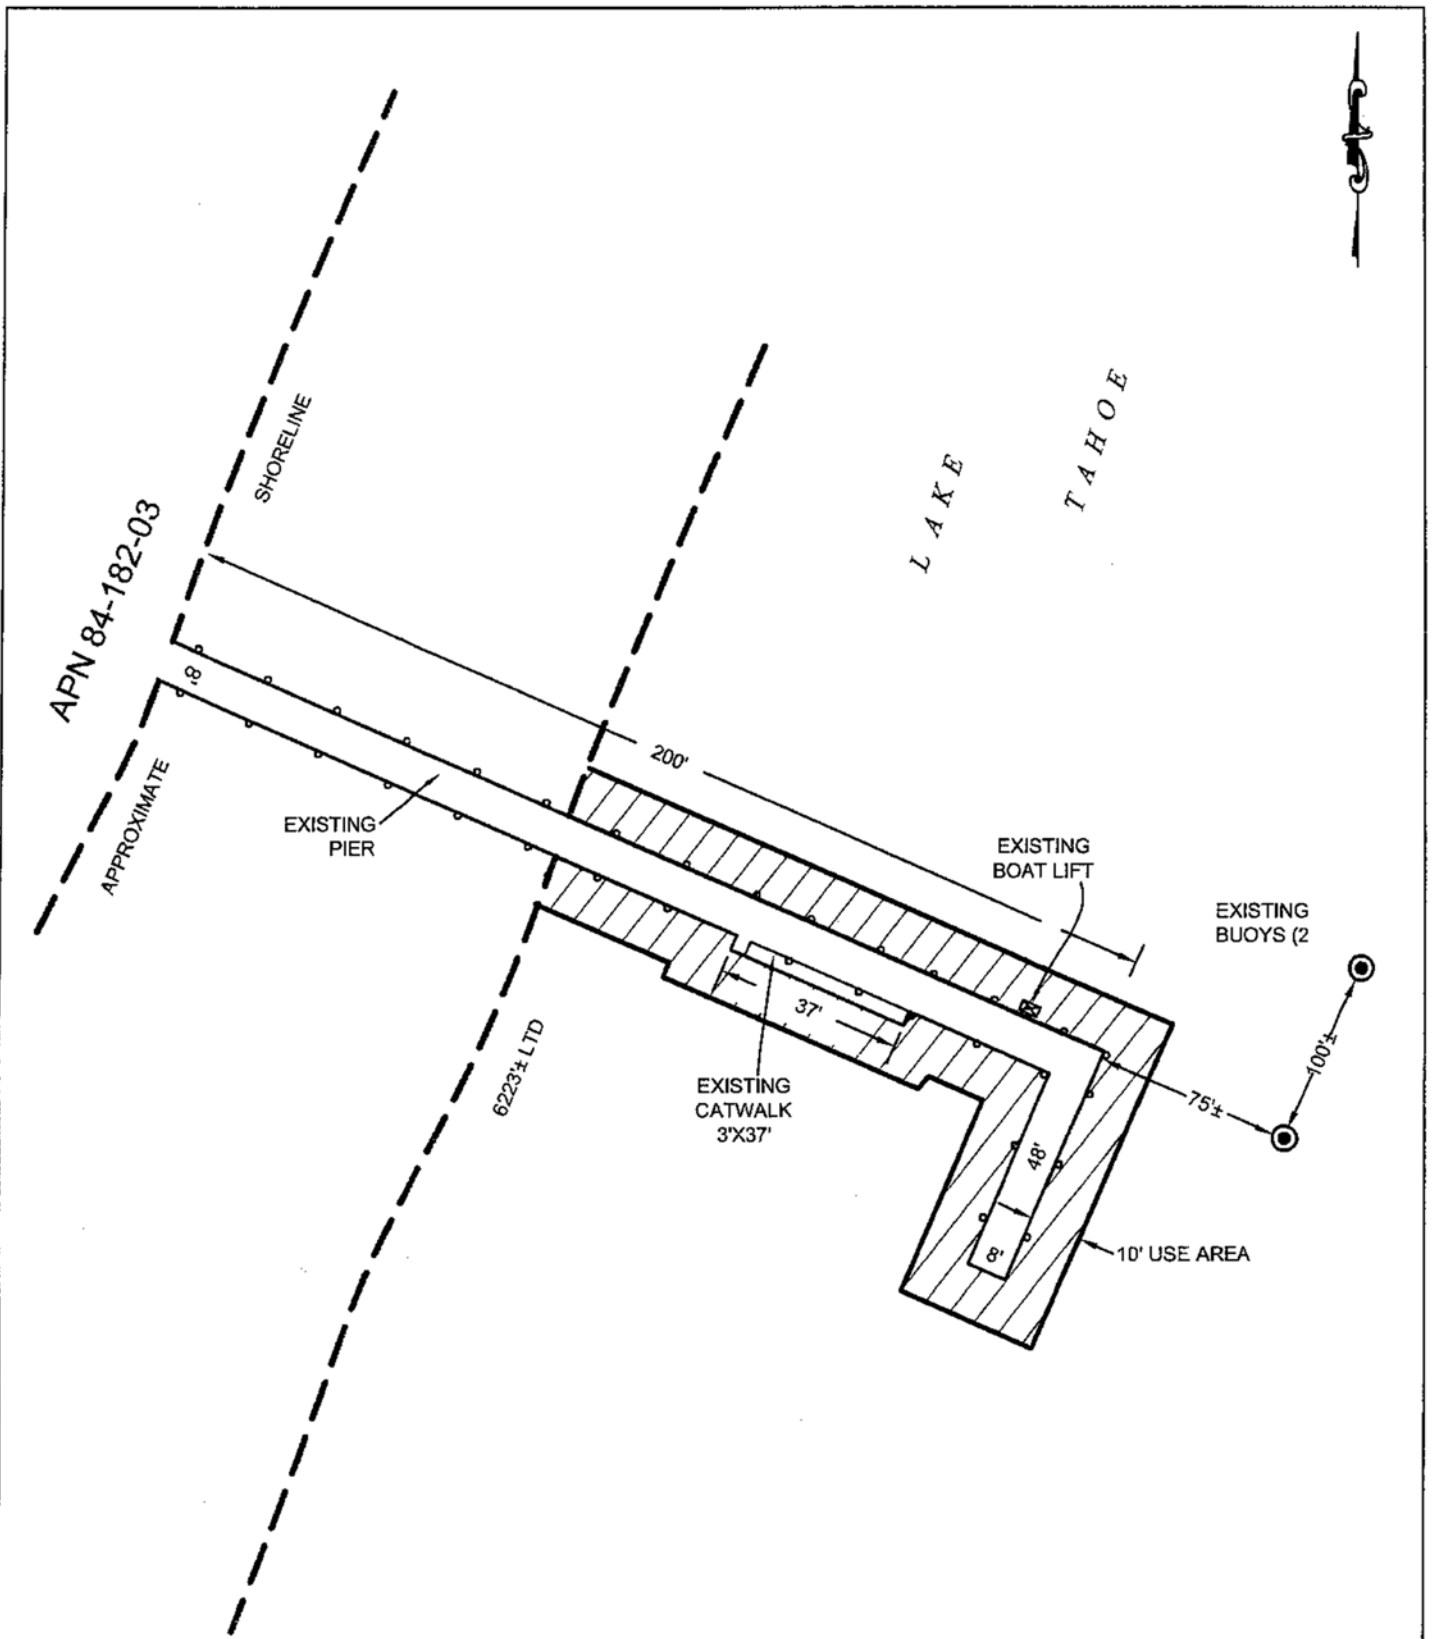 SHORELINE
LAKE
TAHOE
APN 84-182-03
8'
APPROXIMATE
EXISTING
PIER
200'
EXISTING
BOAT LIFT
EXISTING
BUOYS (2
37'
100'±
75'±
6223'± LTD
EXISTING
CATWALK
3'X37'
48'
8'
10' USE AREA